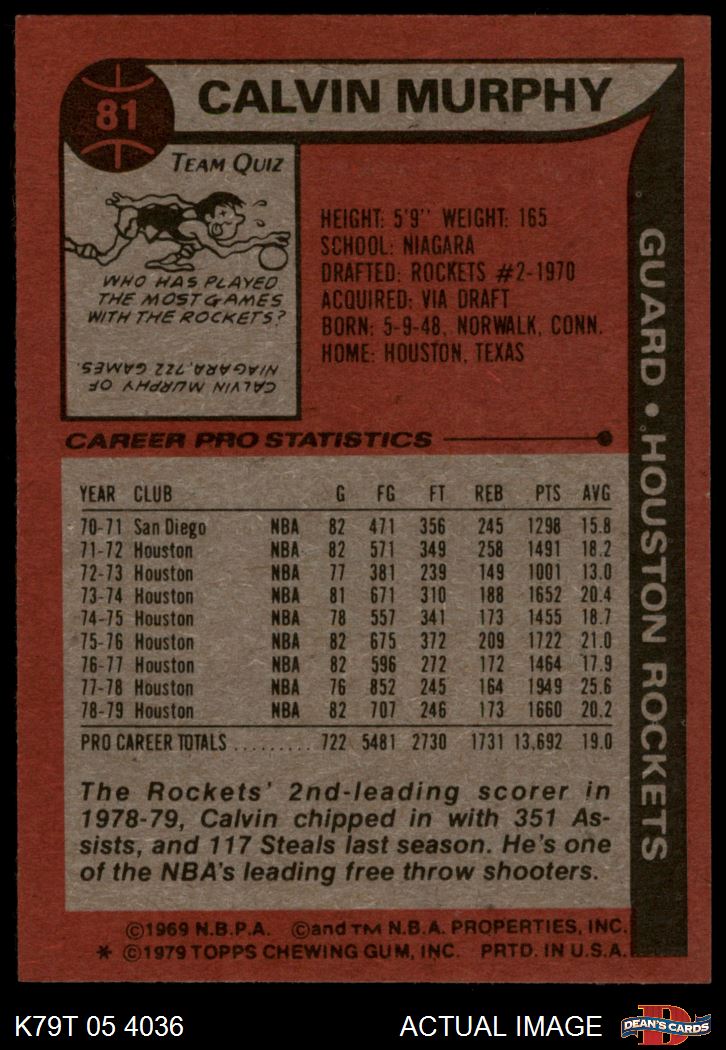 81
CALVIN MURPHY
TEAM QUIZ
WHO HAS PLAYED
THE MOST GAMES
WITH THE ROCKETS?
CALVIN MURPHY OF
NIAGARA, 722 GAMES.
HEIGHT: 5'9" WEIGHT: 165
SCHOOL: NIAGARA
DRAFTED: ROCKETS #2-1970
ACQUIRED: VIA DRAFT
BORN: 5-9-48, NORWALK, CONN.
HOME: HOUSTON, TEXAS
GUARD • HOUSTON ROCKETS
CAREER PRO STATISTICS
YEAR CLUB G FG FT REB PTS AVG
70-71 San Diego NBA 82 471 356 245 1298 15.8
71-72 Houston NBA 82 571 349 258 1491 18.2
72-73 Houston NBA 77 381 239 149 1001 13.0
73-74 Houston NBA 81 671 310 188 1652 20.4
74-75 Houston NBA 78 557 341 173 1455 18.7
75-76 Houston NBA 82 675 372 209 1722 21.0
76-77 Houston NBA 82 596 272 172 1464 17.9
77-78 Houston NBA 76 852 245 164 1949 25.6
78-79 Houston NBA 82 707 246 173 1660 20.2
PRO CAREER TOTALS ......... 722 5481 2730 1731 13,692 19.0
The Rockets' 2nd-leading scorer in
1978-79, Calvin chipped in with 351 As-
sists, and 117 Steals last season. He's one
of the NBA's leading free throw shooters.
©1969 N.B.P.A. ©and TM N.B.A. PROPERTIES, INC.
* ©1979 TOPPS CHEWING GUM, INC. PRTD. IN U.S.A.
K79T 05 4036
ACTUAL IMAGE
D
DEAN'S CARDS